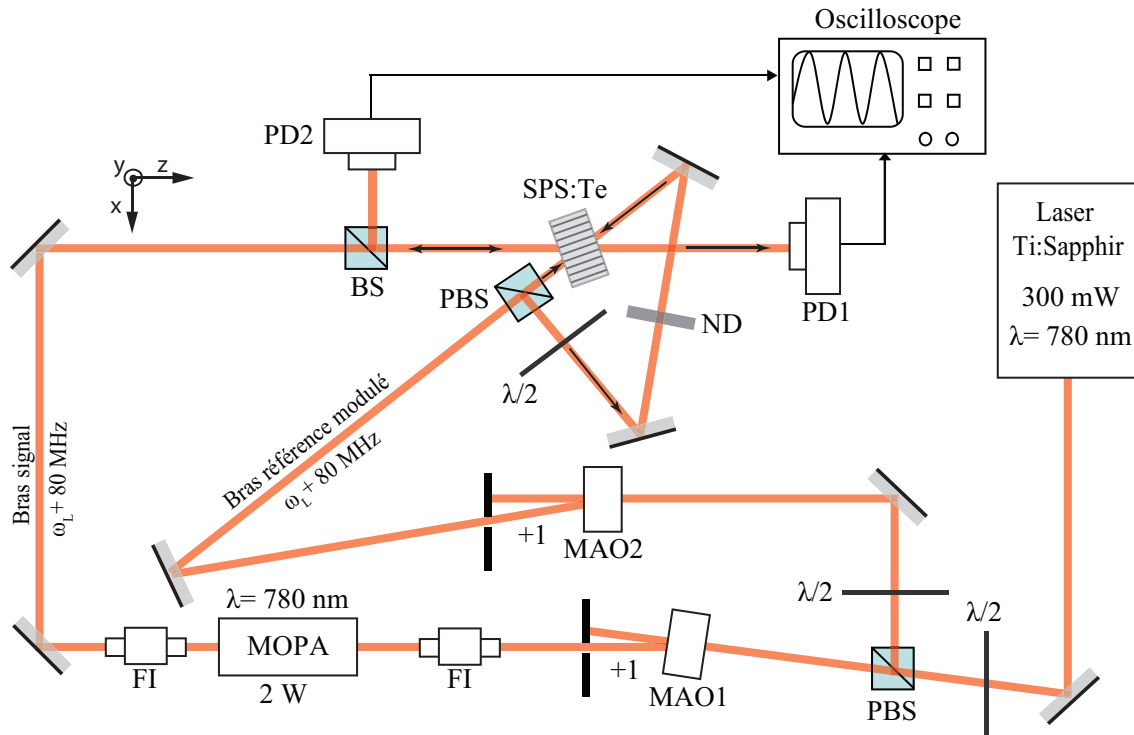 Oscilloscope
PD2
y
z
x
SPS:Te
BS
PBS
PD1
ND
λ/2
Laser
Ti:Sapphir
300 mW
λ= 780 nm
Bras signal
ω_L + 80 MHz
Bras référence modulé
ω_L + 80 MHz
+1
MAO2
λ/2
λ/2
λ= 780 nm
MOPA
2 W
FI
FI
+1
MAO1
PBS